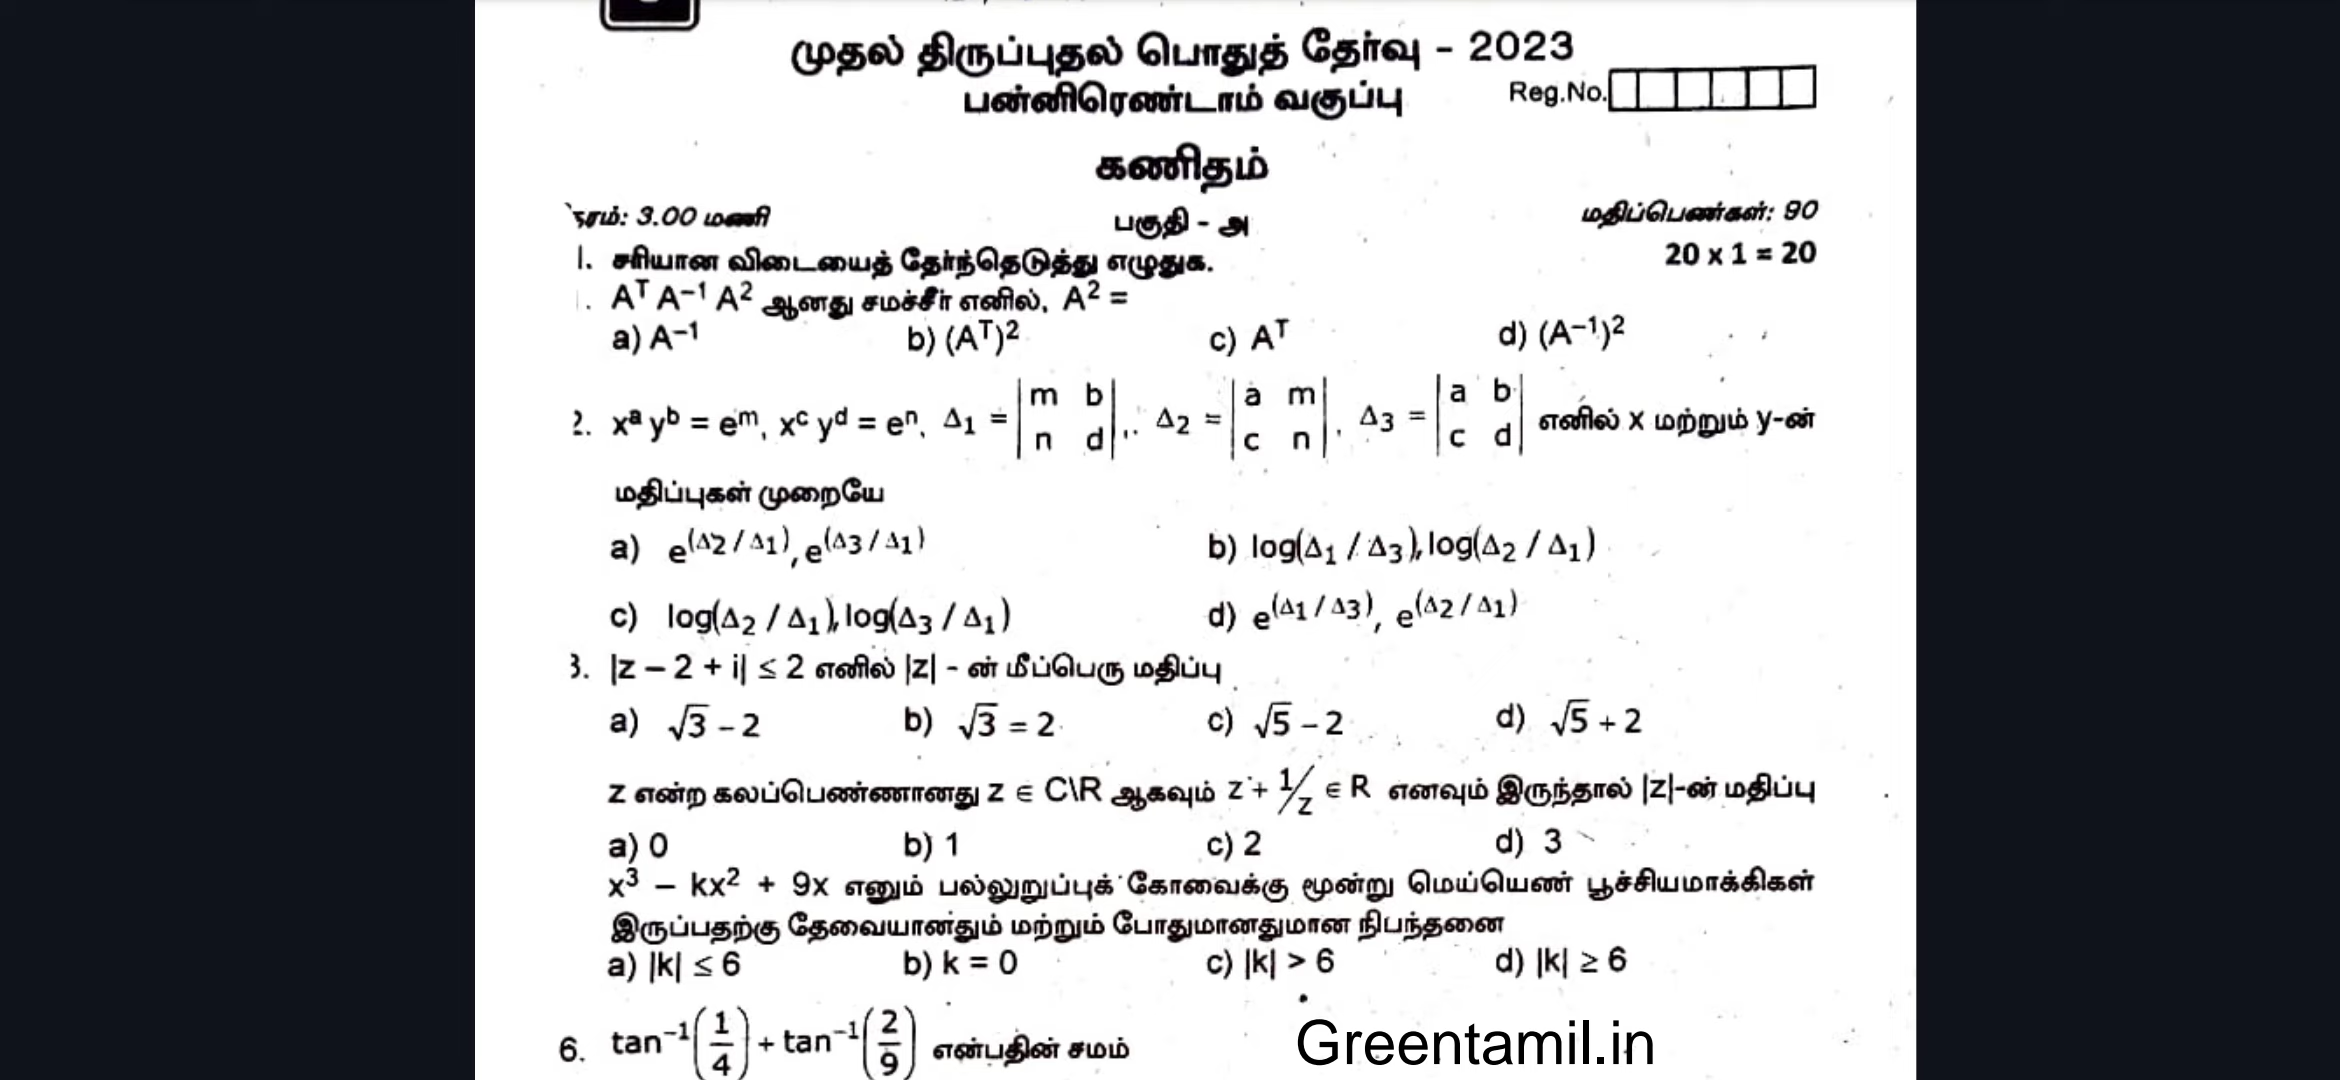 முதல் திருப்புதல் பொதுத் தேர்வு - 2023
பன்னிரெண்டாம் வகுப்பு
Reg.No.
கணிதம்
நேரம்: 3.00 மணி
பகுதி - அ
மதிப்பெண்கள்: 90
I. சரியான விடையைத் தேர்ந்தெடுத்து எழுதுக.
20 x 1 = 20
. Aᵀ A⁻¹ A² ஆனது சமச்சீர் எனில், A² =
a) A⁻¹ b) (Aᵀ)² c) Aᵀ d) (A⁻¹)²
2. xᵃ yᵇ = eᵐ, xᶜ yᵈ = eⁿ, Δ₁ = |m b; n d|, Δ₂ = |a m; c n|, Δ₃ = |a b; c d| எனில் x மற்றும் y-ன்
மதிப்புகள் முறையே
a) e^(Δ2 / Δ1), e^(Δ3 / Δ1) b) log(Δ₁ / Δ₃), log(Δ₂ / Δ₁)
c) log(Δ₂ / Δ₁), log(Δ₃ / Δ₁) d) e^(Δ1 / Δ3), e^(Δ2 / Δ1)
3. |z – 2 + i| ≤ 2 எனில் |z| - ன் மீப்பெரு மதிப்பு
a) √3 – 2 b) √3 = 2 c) √5 – 2 d) √5 + 2
z என்ற கலப்பெண்ணானது z ∈ C\R ஆகவும் z + 1/z ∈ R எனவும் இருந்தால் |z|-ன் மதிப்பு
a) 0 b) 1 c) 2 d) 3
x³ – kx² + 9x எனும் பல்லுறுப்புக் கோவைக்கு மூன்று மெய்யெண் பூச்சியமாக்கிகள்
இருப்பதற்கு தேவையானதும் மற்றும் போதுமானதுமான நிபந்தனை
a) |k| ≤ 6 b) k = 0 c) |k| > 6 d) |k| ≥ 6
6. tan⁻¹(1/4) + tan⁻¹(2/9) என்பதின் சமம்
Greentamil.in